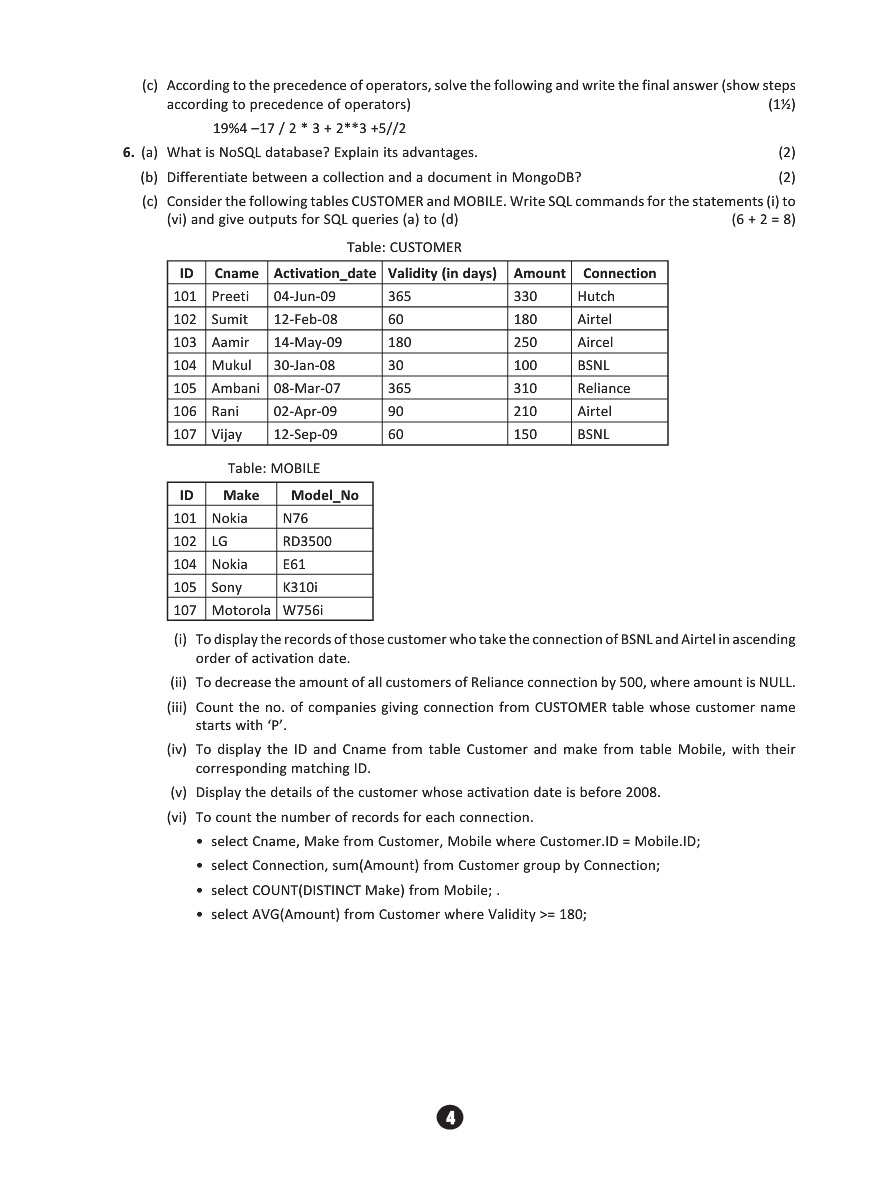 (c) According to the precedence of operators, solve the following and write the final answer (show steps
according to precedence of operators) (1½)
19%4 –17 / 2 * 3 + 2**3 +5//2
6. (a) What is NoSQL database? Explain its advantages. (2)
(b) Differentiate between a collection and a document in MongoDB? (2)
(c) Consider the following tables CUSTOMER and MOBILE. Write SQL commands for the statements (i) to
(vi) and give outputs for SQL queries (a) to (d) (6 + 2 = 8)
Table: CUSTOMER
ID Cname Activation_date Validity (in days) Amount Connection
101 Preeti 04-Jun-09 365 330 Hutch
102 Sumit 12-Feb-08 60 180 Airtel
103 Aamir 14-May-09 180 250 Aircel
104 Mukul 30-Jan-08 30 100 BSNL
105 Ambani 08-Mar-07 365 310 Reliance
106 Rani 02-Apr-09 90 210 Airtel
107 Vijay 12-Sep-09 60 150 BSNL
Table: MOBILE
ID Make Model_No
101 Nokia N76
102 LG RD3500
104 Nokia E61
105 Sony K310i
107 Motorola W756i
(i) To display the records of those customer who take the connection of BSNL and Airtel in ascending
order of activation date.
(ii) To decrease the amount of all customers of Reliance connection by 500, where amount is NULL.
(iii) Count the no. of companies giving connection from CUSTOMER table whose customer name
starts with ‘P’.
(iv) To display the ID and Cname from table Customer and make from table Mobile, with their
corresponding matching ID.
(v) Display the details of the customer whose activation date is before 2008.
(vi) To count the number of records for each connection.
• select Cname, Make from Customer, Mobile where Customer.ID = Mobile.ID;
• select Connection, sum(Amount) from Customer group by Connection;
• select COUNT(DISTINCT Make) from Mobile; .
• select AVG(Amount) from Customer where Validity >= 180;
4